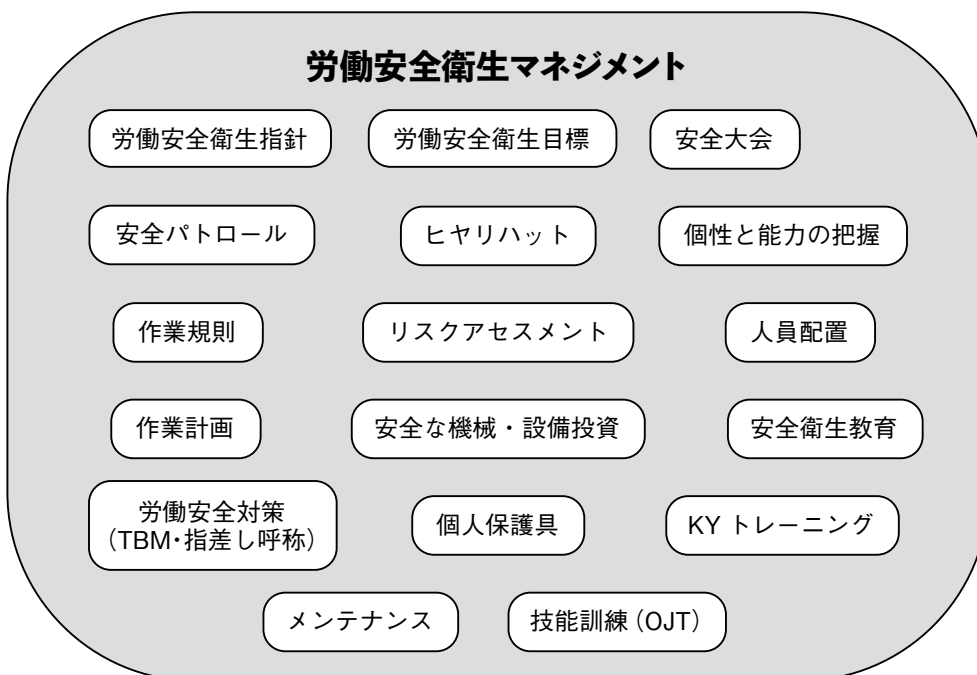 労働安全衛生マネジメント
労働安全衛生指針
労働安全衛生目標
安全大会
安全パトロール
ヒヤリハット
個性と能力の把握
作業規則
リスクアセスメント
人員配置
作業計画
安全な機械・設備投資
安全衛生教育
労働安全対策
（TBM・指差し呼称）
個人保護具
KY トレーニング
メンテナンス
技能訓練（OJT）